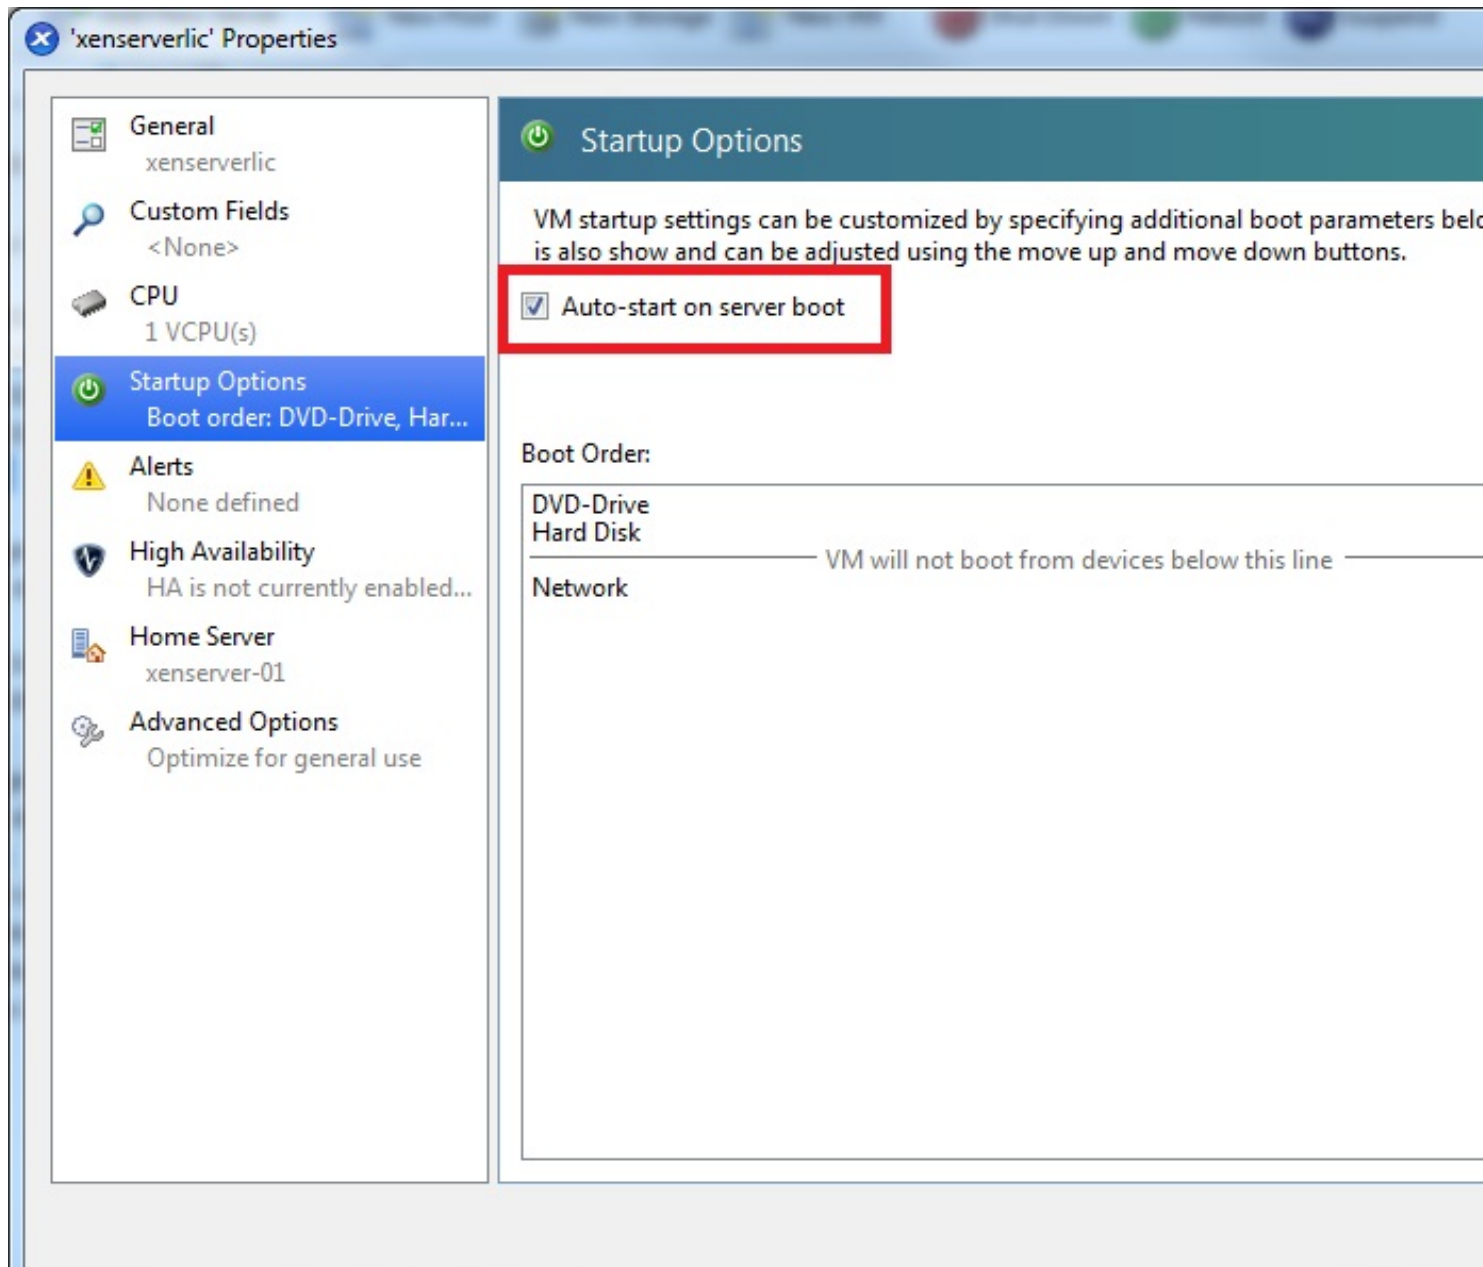 'xenserverlic' Properties
General
xenserverlic
Custom Fields
<None>
CPU
1 VCPU(s)
Startup Options
Boot order: DVD-Drive, Har...
Alerts
None defined
High Availability
HA is not currently enabled...
Home Server
xenserver-01
Advanced Options
Optimize for general use
Startup Options
VM startup settings can be customized by specifying additional boot parameters belo
is also show and can be adjusted using the move up and move down buttons.
Auto-start on server boot
Boot Order:
DVD-Drive
Hard Disk
VM will not boot from devices below this line
Network